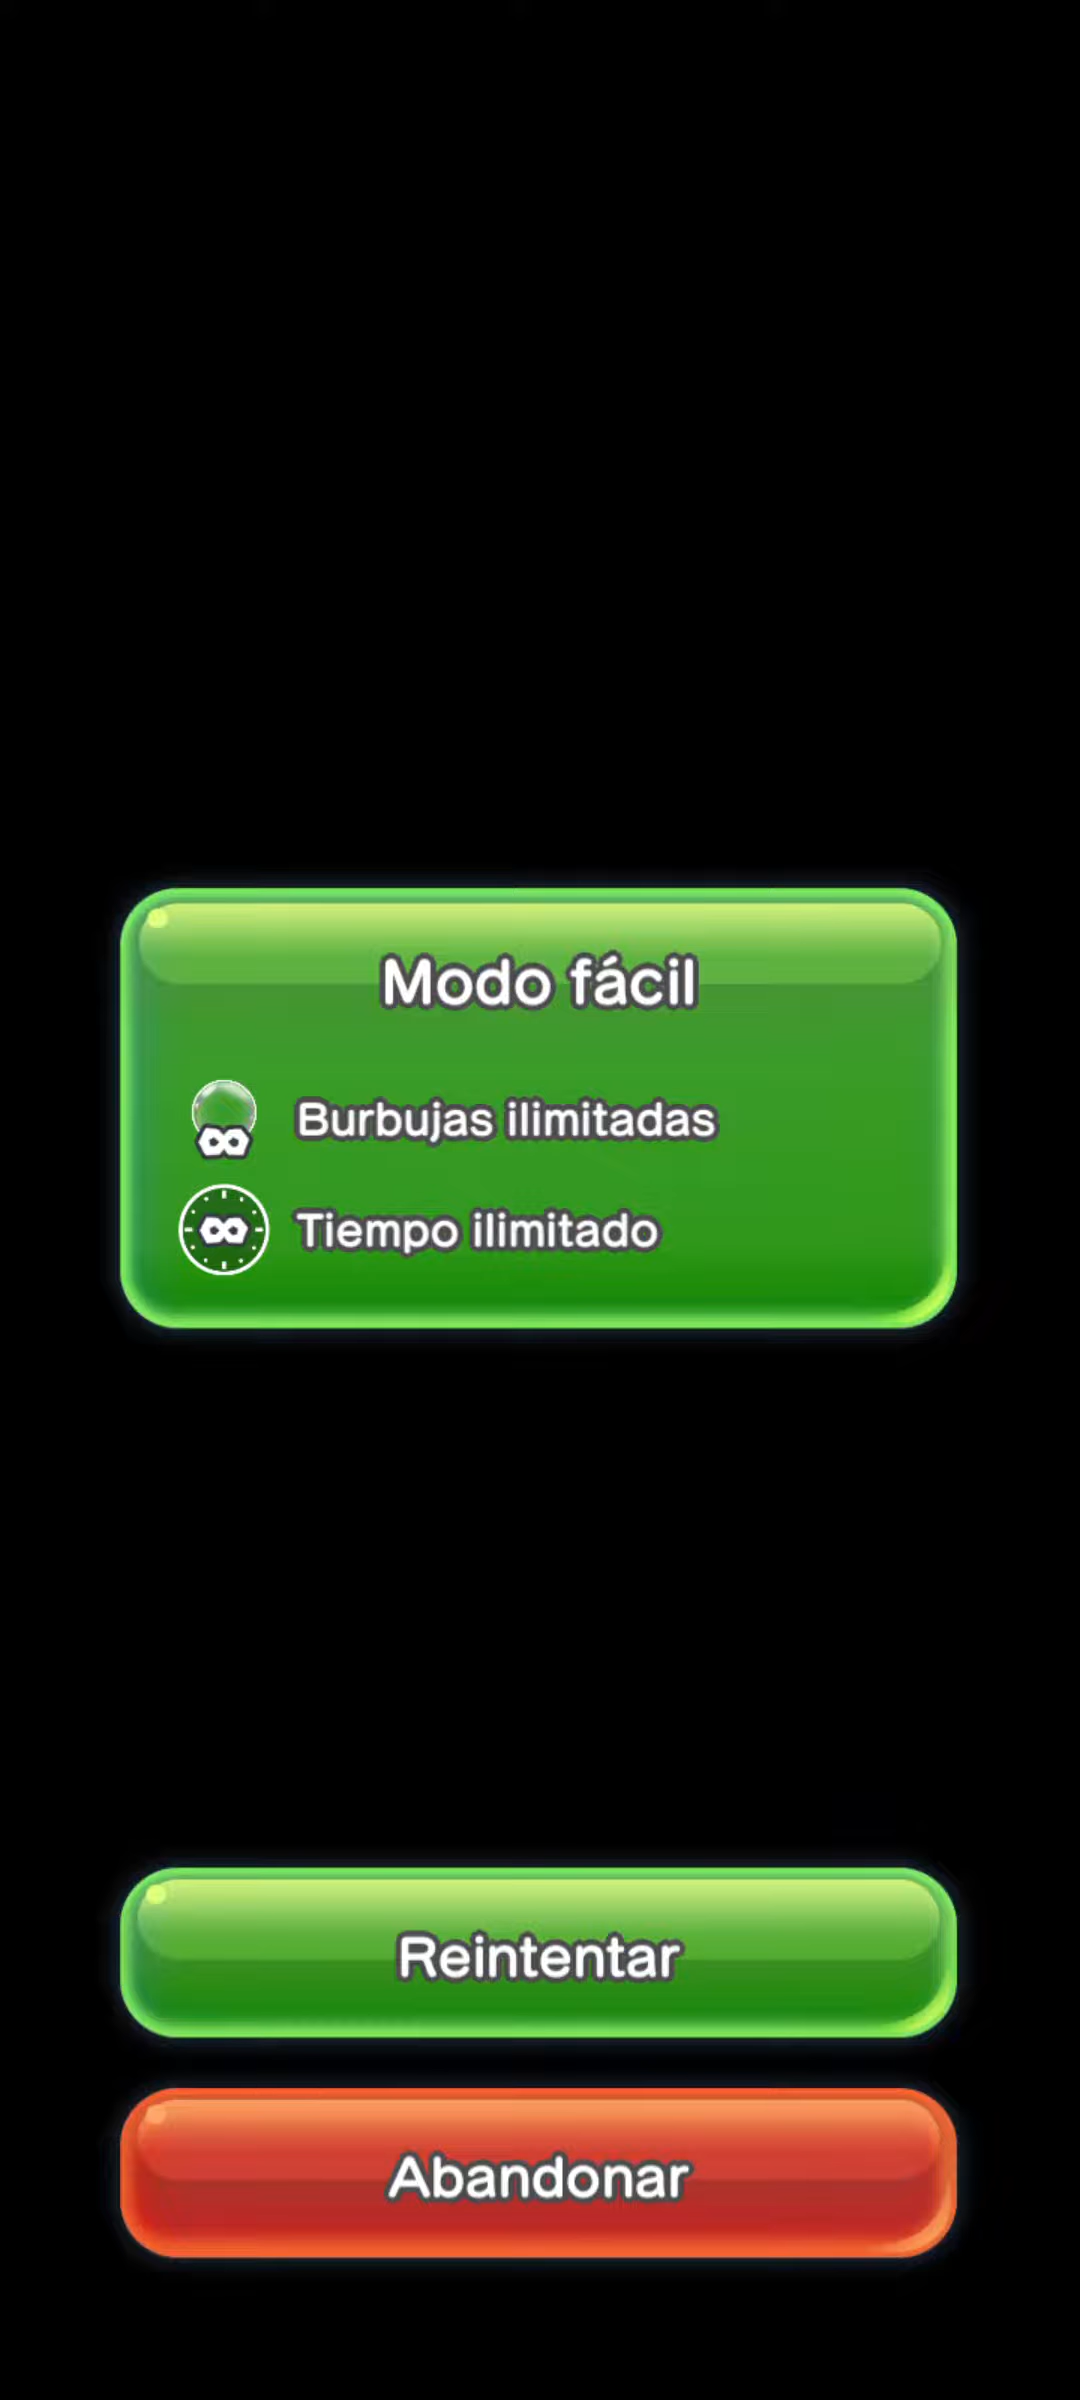 Modo fácil
Burbujas ilimitadas
Tiempo ilimitado
Reintentar
Abandonar